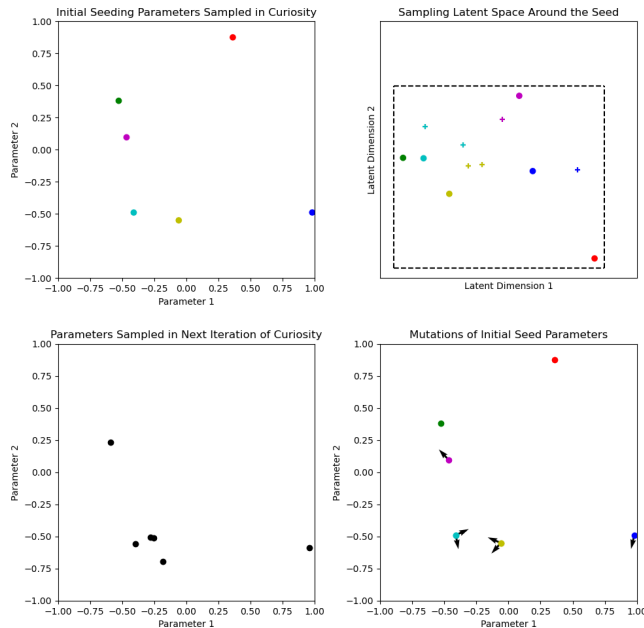 Initial Seeding Parameters Sampled in Curiosity
1.00
0.75
0.50
0.25
0.00
−0.25
−0.50
−0.75
−1.00
Parameter 2
−1.00 −0.75 −0.50 −0.25 0.00 0.25 0.50 0.75 1.00
Parameter 1
Sampling Latent Space Around the Seed
Latent Dimension 2
Latent Dimension 1
Parameters Sampled in Next Iteration of Curiosity
1.00
0.75
0.50
0.25
0.00
−0.25
−0.50
−0.75
−1.00
Parameter 2
−1.00 −0.75 −0.50 −0.25 0.00 0.25 0.50 0.75 1.00
Parameter 1
Mutations of Initial Seed Parameters
1.00
0.75
0.50
0.25
0.00
−0.25
−0.50
−0.75
−1.00
Parameter 2
−1.00 −0.75 −0.50 −0.25 0.00 0.25 0.50 0.75 1.00
Parameter 1